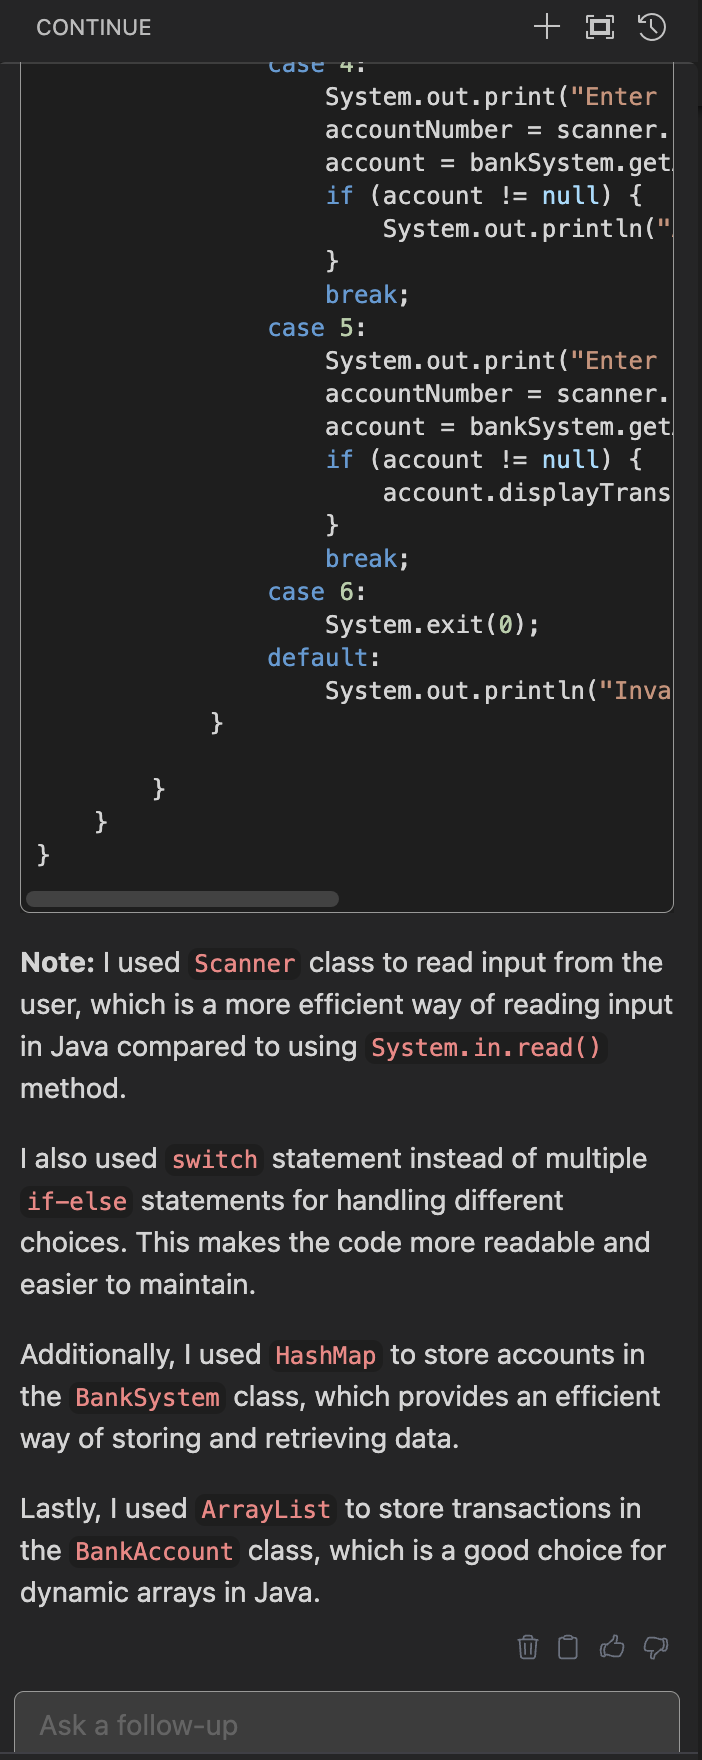 CONTINUE
case 4:
System.out.print("Enter
accountNumber = scanner.
account = bankSystem.get
if (account != null) {
System.out.println("
}
break;
case 5:
System.out.print("Enter
accountNumber = scanner.
account = bankSystem.get
if (account != null) {
account.displayTrans
}
break;
case 6:
System.exit(0);
default:
System.out.println("Inva
}
}
}
}
Note: I used Scanner class to read input from the
user, which is a more efficient way of reading input
in Java compared to using System.in.read()
method.
I also used switch statement instead of multiple
if-else statements for handling different
choices. This makes the code more readable and
easier to maintain.
Additionally, I used HashMap to store accounts in
the BankSystem class, which provides an efficient
way of storing and retrieving data.
Lastly, I used ArrayList to store transactions in
the BankAccount class, which is a good choice for
dynamic arrays in Java.
Ask a follow-up